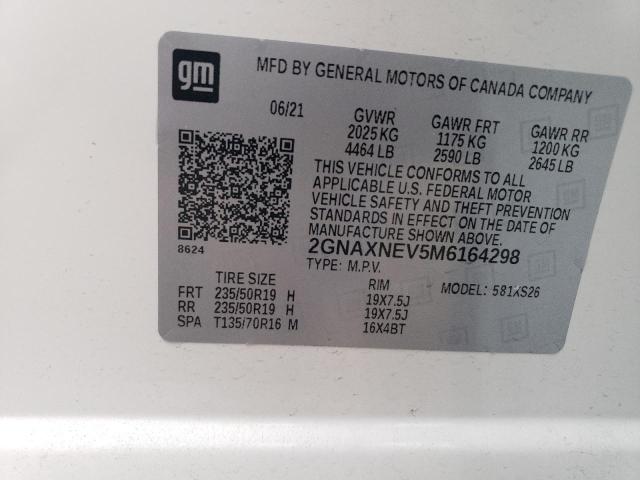 gm
MFD BY GENERAL MOTORS OF CANADA COMPANY
06/21 GVWR GAWR FRT GAWR RR
2025 KG 1175 KG 1200 KG
4464 LB 2590 LB 2645 LB
THIS VEHICLE CONFORMS TO ALL
APPLICABLE U.S. FEDERAL MOTOR
VEHICLE SAFETY AND THEFT PREVENTION
STANDARDS IN EFFECT ON THE DATE OF
MANUFACTURE SHOWN ABOVE.
8624 2GNAXNEV5M6164298
TYPE: M.P.V. MODEL: 581XS26
TIRE SIZE RIM
FRT 235/50R19 H 19X7.5J
RR 235/50R19 H 19X7.5J
SPA T135/70R16 M 16X4BT